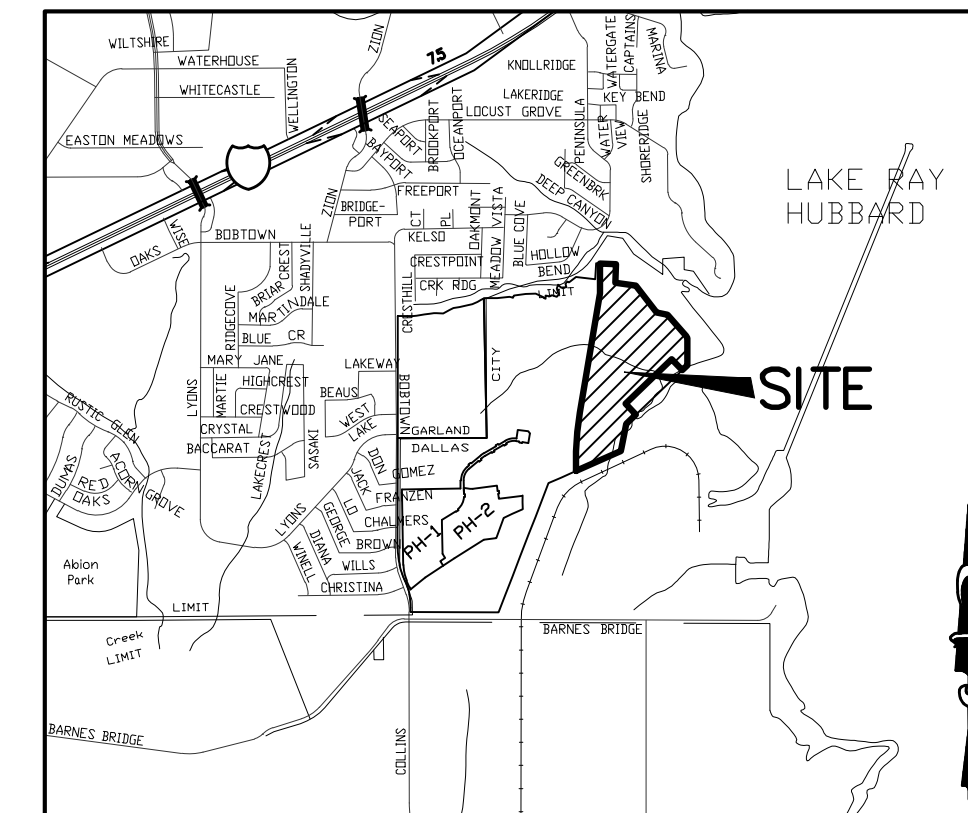 WILTSHIRE
WATERHOUSE
WHITECASTLE
WELLINGTON
EASTON MEADOWS
ZION
75
KNOLLRIDGE
WATERGATE
CAPTAINS
MARINA
LAKERIDGE
KEY BEND
LOCUST GROVE
PENINSULA
WATER
VIEW
SHORERIDGE
SEAPORT
BROOKPORT
OCEANPORT
BAYPORT
GREENBRK
DEEP CANYON
FREEPORT
ZION
BRIDGE-
PORT
LAKE RAY
HUBBARD
OAKS
WISE
BOBTOWN
CT
PL
KELSO
OAKMONT
MEADOW VISTA
BLUE COVE
HOLLOW
BEND
CRESTPOINT
CRK RDG
LIMIT
CRESTHILL
BRIAR CREST
SHADYVILLE
MARTINDALE
RIDGECOVE
BLUE CR
MARY JANE
LAKEWAY
CITY
SITE
LYONS
MARTIE
HIGHCREST
CRESTWOOD
BEAUS
WEST
LAKE
BOBTOWN
CRYSTAL
BACCARAT
LAKECREST
SASAKI
GARLAND
DALLAS
RUSTIC GLEN
DUMAS
RED
OAKS
ACORN GROVE
DON
GOMEZ
JACK
FRANZEN
LO
CHALMERS
GEORGE
LYONS
BROWN
DIANA
WINELL
WILLS
CHRISTINA
PH-1
PH-2
Abion
Park
LIMIT
Creek
LIMIT
BARNES BRIDGE
BARNES BRIDGE
COLLINS